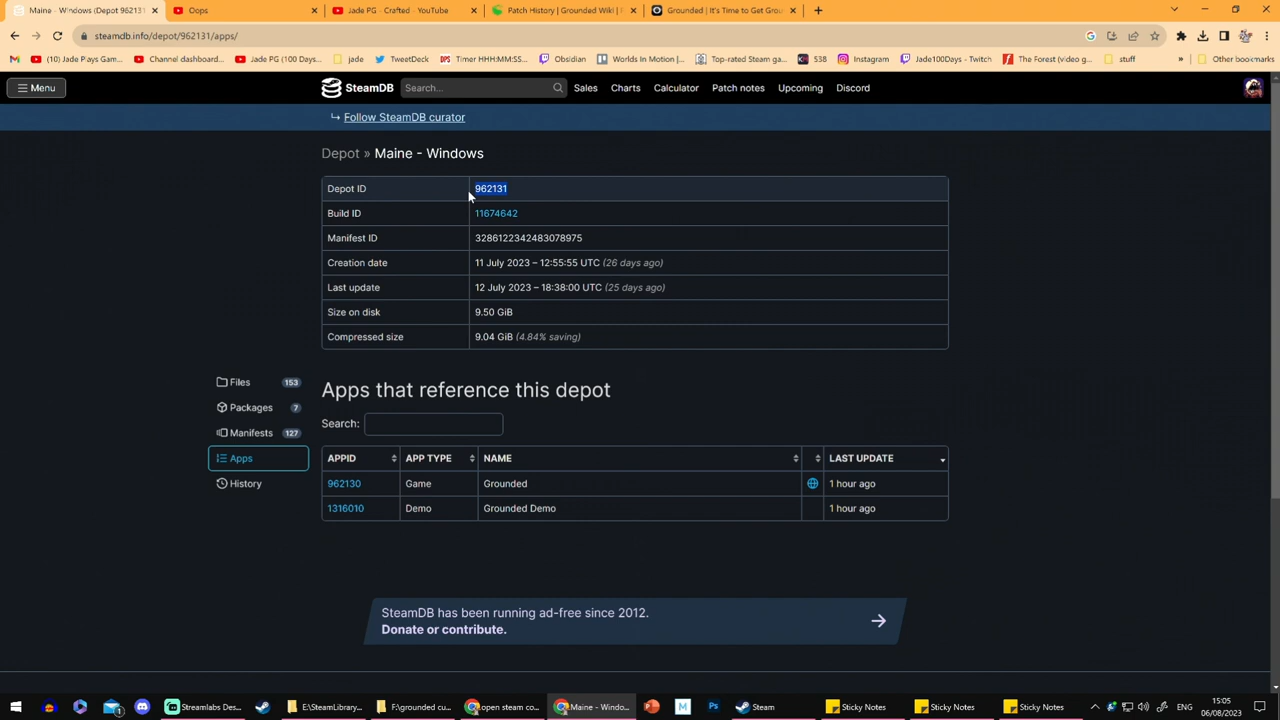 Maine - Windows (Depot 962131)
Oops
Jade PG - Crafted - YouTube
Patch History | Grounded Wiki |
Grounded | It's Time to Get Groun
steamdb.info/depot/962131/apps/
(10) Jade Plays Gam...
Channel dashboard...
Jade PG (100 Days...
jade
TweetDeck
Timer HHH:MM:SS...
Obsidian
Worlds In Motion |...
Top-rated Steam ga...
538
Instagram
Jade100Days - Twitch
The Forest (video g...
stuff
»
Other bookmarks
Menu
SteamDB
Search...
Sales
Charts
Calculator
Patch notes
Upcoming
Discord
↳ Follow SteamDB curator
Depot » Maine - Windows
Depot ID 962131
Build ID 11674642
Manifest ID 3286122342483078975
Creation date 11 July 2023 – 12:55:55 UTC (26 days ago)
Last update 12 July 2023 – 18:38:00 UTC (25 days ago)
Size on disk 9.50 GiB
Compressed size 9.04 GiB (4.84% saving)
Files 153
Packages 7
Manifests 127
Apps
History
Apps that reference this depot
Search:
APPID APP TYPE NAME LAST UPDATE
962130 Game Grounded 1 hour ago
1316010 Demo Grounded Demo 1 hour ago
SteamDB has been running ad-free since 2012.
Donate or contribute.
Streamlabs Des...
E:\SteamLibrary...
F:\grounded cu...
open steam co...
Maine - Windo...
Steam
Sticky Notes
Sticky Notes
Sticky Notes
ENG
15:05
06/08/2023